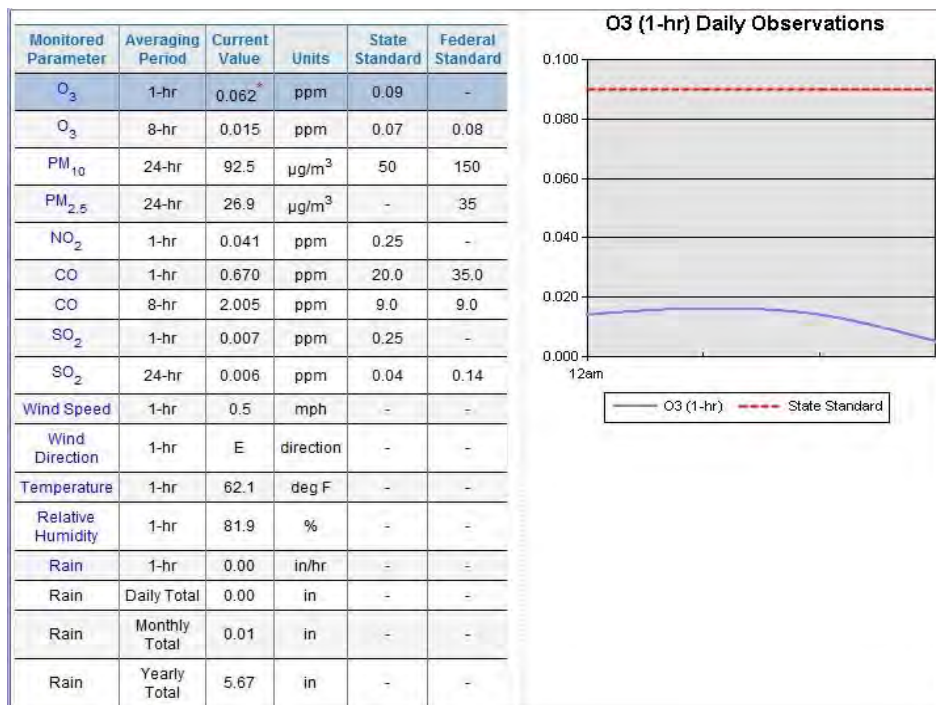 Monitored Parameter Averaging Period Current Value Units State Standard Federal Standard
O3 1-hr 0.062* ppm 0.09 -
O3 8-hr 0.015 ppm 0.07 0.08
PM10 24-hr 92.5 µg/m3 50 150
PM2.5 24-hr 26.9 µg/m3 - 35
NO2 1-hr 0.041 ppm 0.25 -
CO 1-hr 0.670 ppm 20.0 35.0
CO 8-hr 2.005 ppm 9.0 9.0
SO2 1-hr 0.007 ppm 0.25 -
SO2 24-hr 0.006 ppm 0.04 0.14
Wind Speed 1-hr 0.5 mph - -
Wind Direction 1-hr E direction - -
Temperature 1-hr 62.1 deg F - -
Relative Humidity 1-hr 81.9 % - -
Rain 1-hr 0.00 in/hr - -
Rain Daily Total 0.00 in - -
Rain Monthly Total 0.01 in - -
Rain Yearly Total 5.67 in - -
O3 (1-hr) Daily Observations
0.100
0.080
0.060
0.040
0.020
0.000
12am
O3 (1-hr) State Standard